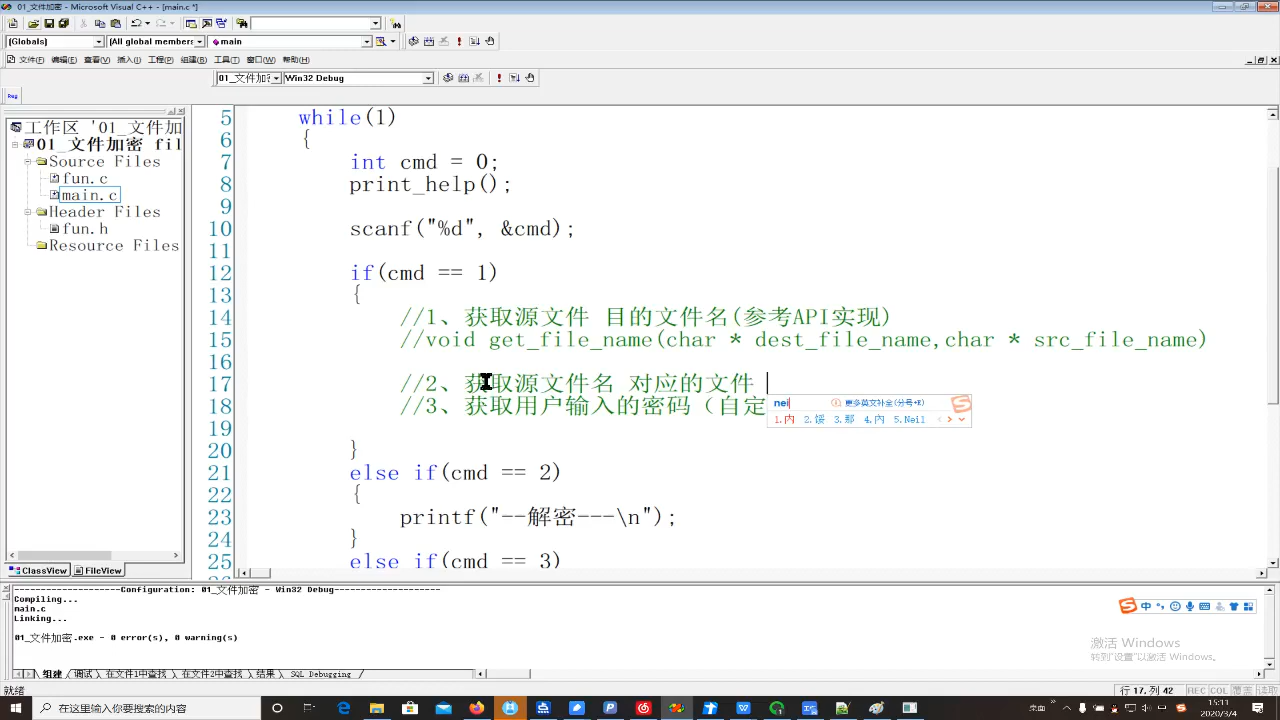 01_文件加密 - Microsoft Visual C++ - [main.c *]
(Globals) (All global member: main
文件(F) 编辑(E) 查看(V) 插入(I) 工程(P) 组建(B) 工具(T) 窗口(W) 帮助(H)
01_文件加密 Win32 Debug
工作区 '01_文件加
01_文件加密 fil
Source Files
fun.c
main.c
Header Files
fun.h
Resource Files
ClassView FileView
5 while(1)
6 {
7 int cmd = 0;
8 print_help();
9
10 scanf("%d", &cmd);
11
12 if(cmd == 1)
13 {
14 //1、获取源文件 目的文件名(参考API实现)
15 //void get_file_name(char * dest_file_name,char * src_file_name)
16
17 //2、获取源文件名 对应的文件
18 //3、获取用户输入的密码（自定
19
20 }
21 else if(cmd == 2)
22 {
23 printf("--解密---\n");
24 }
25 else if(cmd == 3)
nei 更多英文补全(分号+E)
1.内 2.馁 3.那 4.內 5.Neil
--------------------Configuration: 01_文件加密 - Win32 Debug--------------------
Compiling...
main.c
Linking...
01_文件加密.exe - 0 error(s), 0 warning(s)
组建 调试 在文件1中查找 在文件2中查找 结果 SQL Debugging
中
激活 Windows
转到"设置"以激活 Windows。
就绪 行 17, 列 42 REC COL 覆盖 读取
在这里输入你要搜索的内容
桌面
15:11
2020/3/4